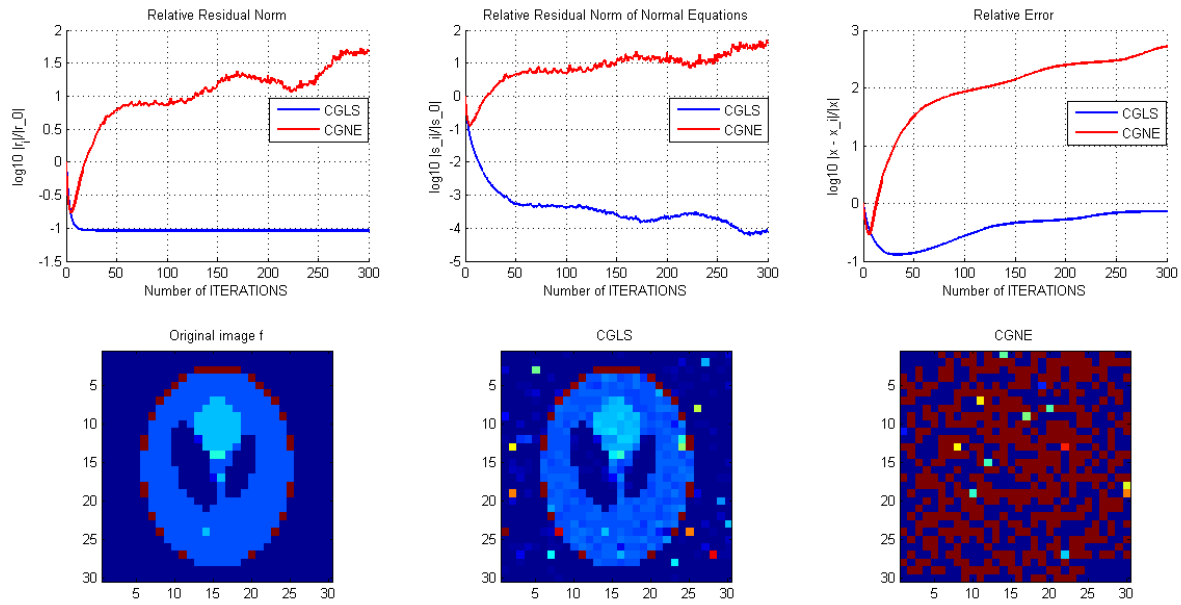 Relative Residual Norm
2
1.5
1
0.5
0
-0.5
-1
-1.5
0 50 100 150 200 250 300
log10 |r_i|/|r_0|
Number of ITERATIONS
CGLS
CGNE
Relative Residual Norm of Normal Equations
2
1
0
-1
-2
-3
-4
-5
0 50 100 150 200 250 300
log10 |s_i|/|s_0|
Number of ITERATIONS
CGLS
CGNE
Relative Error
3
2
1
0
-1
0 50 100 150 200 250 300
log10 |x - x_i|/|x|
Number of ITERATIONS
CGLS
CGNE
Original image f
5
10
15
20
25
30
5 10 15 20 25 30
CGLS
5
10
15
20
25
30
5 10 15 20 25 30
CGNE
5
10
15
20
25
30
5 10 15 20 25 30